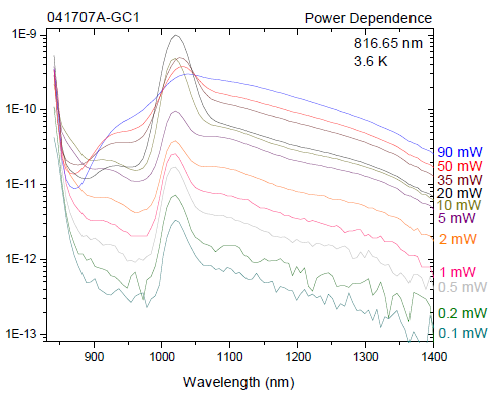 041707A-GC1 Power Dependence
1E-9
816.65 nm
3.6 K
1E-10
90 mW
50 mW
35 mW
1E-11
20 mW
10 mW
5 mW
2 mW
1E-12
1 mW
0.5 mW
0.2 mW
1E-13
0.1 mW
900 1000 1100 1200 1300 1400
Wavelength (nm)